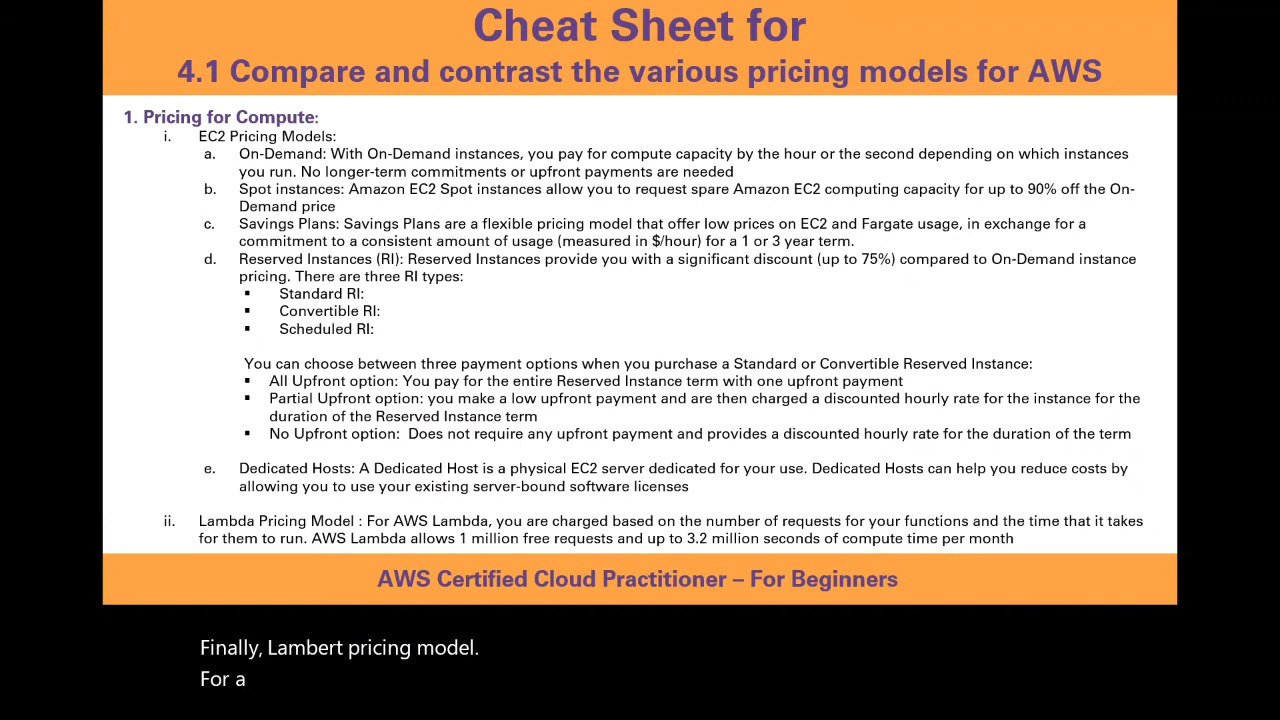 Cheat Sheet for
4.1 Compare and contrast the various pricing models for AWS
1. Pricing for Compute:
i. EC2 Pricing Models:
a. On-Demand: With On-Demand instances, you pay for compute capacity by the hour or the second depending on which instances
you run. No longer-term commitments or upfront payments are needed
b. Spot instances: Amazon EC2 Spot instances allow you to request spare Amazon EC2 computing capacity for up to 90% off the On-
Demand price
c. Savings Plans: Savings Plans are a flexible pricing model that offer low prices on EC2 and Fargate usage, in exchange for a
commitment to a consistent amount of usage (measured in $/hour) for a 1 or 3 year term.
d. Reserved Instances (RI): Reserved Instances provide you with a significant discount (up to 75%) compared to On-Demand instance
pricing. There are three RI types:
▪ Standard RI:
▪ Convertible RI:
▪ Scheduled RI:
You can choose between three payment options when you purchase a Standard or Convertible Reserved Instance:
▪ All Upfront option: You pay for the entire Reserved Instance term with one upfront payment
▪ Partial Upfront option: you make a low upfront payment and are then charged a discounted hourly rate for the instance for the
duration of the Reserved Instance term
▪ No Upfront option: Does not require any upfront payment and provides a discounted hourly rate for the duration of the term
e. Dedicated Hosts: A Dedicated Host is a physical EC2 server dedicated for your use. Dedicated Hosts can help you reduce costs by
allowing you to use your existing server-bound software licenses
ii. Lambda Pricing Model : For AWS Lambda, you are charged based on the number of requests for your functions and the time that it takes
for them to run. AWS Lambda allows 1 million free requests and up to 3.2 million seconds of compute time per month
AWS Certified Cloud Practitioner – For Beginners
Finally, Lambert pricing model.
For a